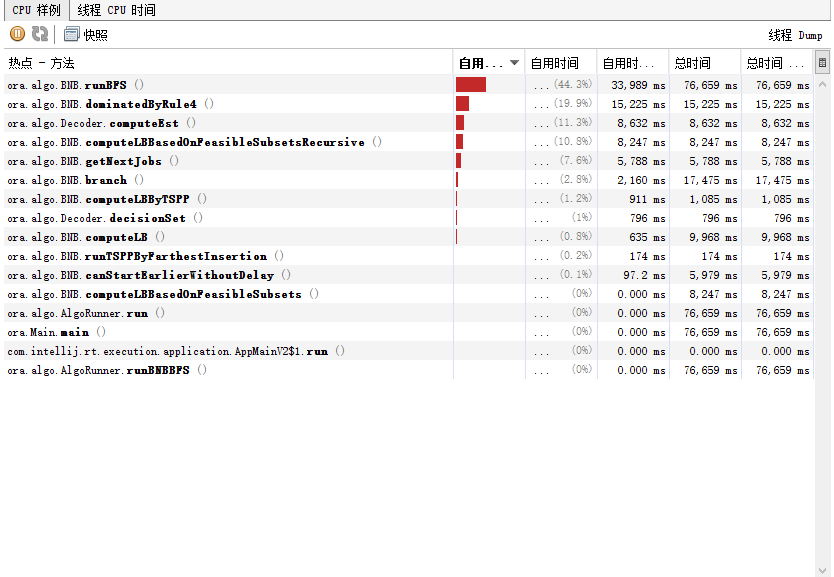 CPU 样例 线程 CPU 时间
快照 线程 Dump
热点 - 方法 自用... 自用时间 自用时... 总时间 总时间 ...
ora.algo.BNB.runBFS () ... (44.3%) 33,989 ms 76,659 ms 76,659 ms
ora.algo.BNB.dominatedByRule4 () ... (19.9%) 15,225 ms 15,225 ms 15,225 ms
ora.algo.Decoder.computeEst () ... (11.3%) 8,632 ms 8,632 ms 8,632 ms
ora.algo.BNB.computeLBBasedOnFeasibleSubsetsRecursive () ... (10.8%) 8,247 ms 8,247 ms 8,247 ms
ora.algo.BNB.getNextJobs () ... (7.6%) 5,788 ms 5,788 ms 5,788 ms
ora.algo.BNB.branch () ... (2.8%) 2,160 ms 17,475 ms 17,475 ms
ora.algo.BNB.computeLBByTSPP () ... (1.2%) 911 ms 1,085 ms 1,085 ms
ora.algo.Decoder.decisionSet () ... (1%) 796 ms 796 ms 796 ms
ora.algo.BNB.computeLB () ... (0.8%) 635 ms 9,968 ms 9,968 ms
ora.algo.BNB.runTSPPByFarthestInsertion () ... (0.2%) 174 ms 174 ms 174 ms
ora.algo.BNB.canStartEarlierWithoutDelay () ... (0.1%) 97.2 ms 5,979 ms 5,979 ms
ora.algo.BNB.computeLBBasedOnFeasibleSubsets () ... (0%) 0.000 ms 8,247 ms 8,247 ms
ora.algo.AlgoRunner.run () ... (0%) 0.000 ms 76,659 ms 76,659 ms
ora.Main.main () ... (0%) 0.000 ms 76,659 ms 76,659 ms
com.intellij.rt.execution.application.AppMainV2$1.run () ... (0%) 0.000 ms 0.000 ms 0.000 ms
ora.algo.AlgoRunner.runBNBBFS () ... (0%) 0.000 ms 76,659 ms 76,659 ms